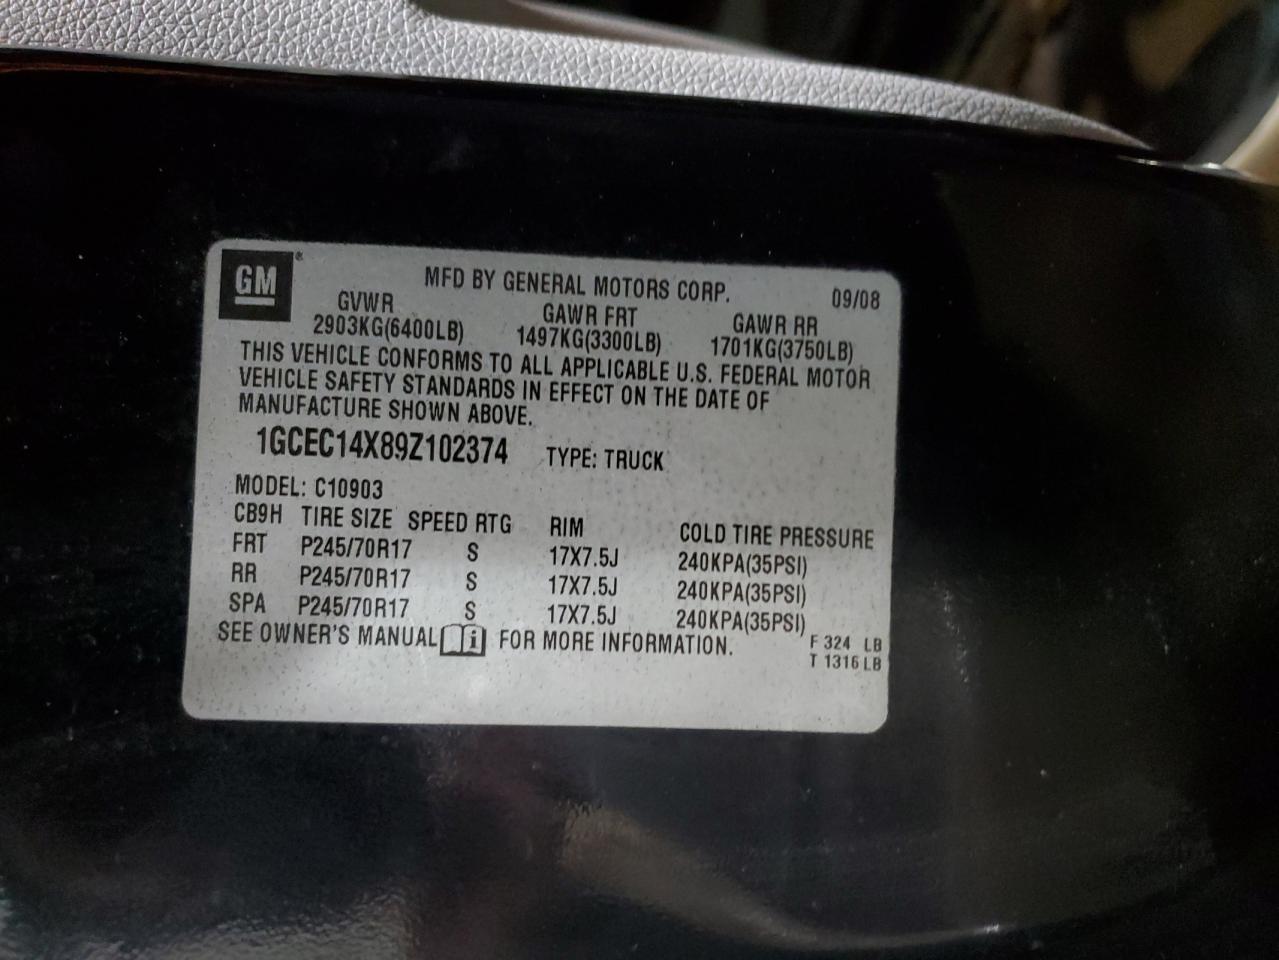 GM®
MFD BY GENERAL MOTORS CORP. 09/08
GVWR GAWR FRT GAWR RR
2903KG(6400LB) 1497KG(3300LB) 1701KG(3750LB)
THIS VEHICLE CONFORMS TO ALL APPLICABLE U.S. FEDERAL MOTOR
VEHICLE SAFETY STANDARDS IN EFFECT ON THE DATE OF
MANUFACTURE SHOWN ABOVE.
1GCEC14X89Z102374 TYPE: TRUCK
MODEL: C10903
CB9H TIRE SIZE SPEED RTG RIM COLD TIRE PRESSURE
FRT P245/70R17 S 17X7.5J 240KPA(35PSI)
RR P245/70R17 S 17X7.5J 240KPA(35PSI)
SPA P245/70R17 S 17X7.5J 240KPA(35PSI)
SEE OWNER'S MANUAL i FOR MORE INFORMATION.
F 324 LB
T 1316 LB